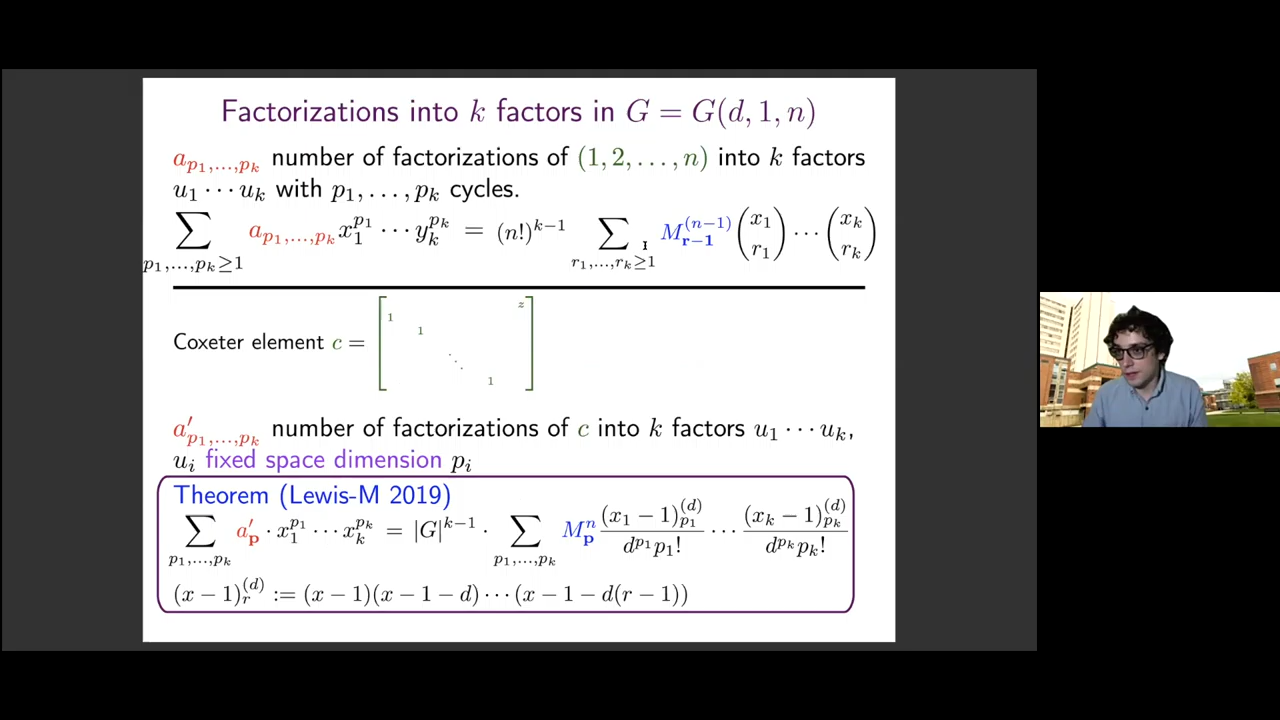 Factorizations into k factors in G = G(d, 1, n)
a_{p_1,...,p_k} number of factorizations of (1, 2, . . . , n) into k factors
u_1 ⋯ u_k with p_1, . . . , p_k cycles.
∑_{p_1,...,p_k≥1} a_{p_1,...,p_k} x_1^{p_1} ⋯ y_k^{p_k} = (n!)^{k−1} ∑_{r_1,...,r_k≥1} M_{r−1}^{(n−1)} \binom{x_1}{r_1} ⋯ \binom{x_k}{r_k}
Coxeter element c = [ 1 1 ⋱ 1 z ]
a′_{p_1,...,p_k} number of factorizations of c into k factors u_1 ⋯ u_k,
u_i fixed space dimension p_i
Theorem (Lewis-M 2019)
∑_{p_1,...,p_k} a′_p · x_1^{p_1} ⋯ x_k^{p_k} = |G|^{k−1} · ∑_{p_1,...,p_k} M_p^n \frac{(x_1 − 1)_{p_1}^{(d)}}{d^{p_1} p_1!} ⋯ \frac{(x_k − 1)_{p_k}^{(d)}}{d^{p_k} p_k!}
(x − 1)_r^{(d)} := (x − 1)(x − 1 − d) ⋯ (x − 1 − d(r − 1))